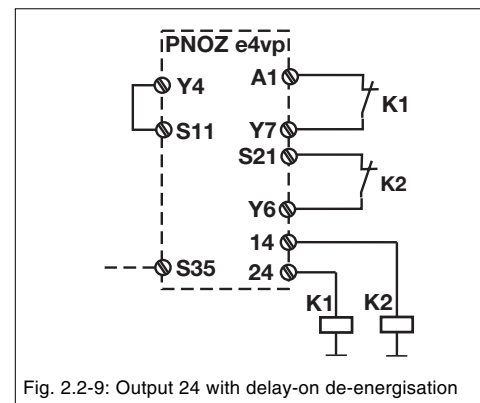 PNOZ e4vp
Y4
A1
K1
S11
Y7
S21
K2
Y6
14
S35
24
K1
K2
Fig. 2.2-9: Output 24 with delay-on de-energisation